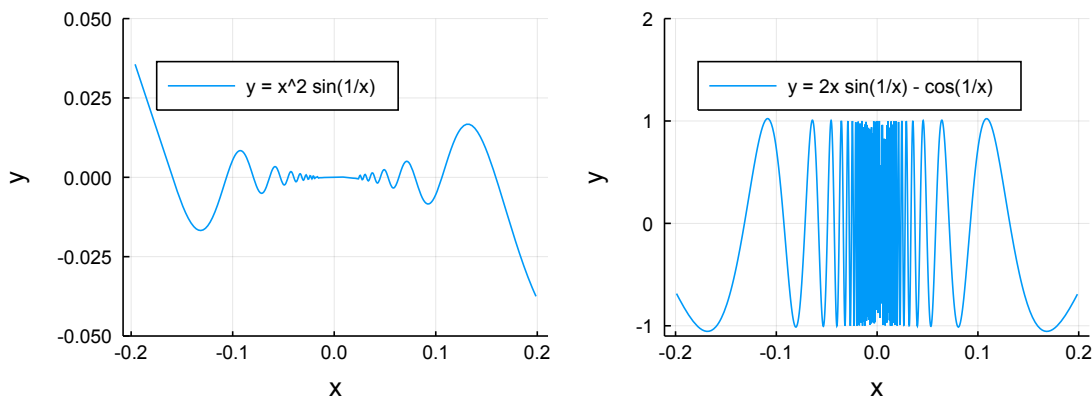 0.050
0.025
0.000
-0.025
-0.050
y
y = x^2 sin(1/x)
-0.2 -0.1 0.0 0.1 0.2
x
2
1
0
-1
y
y = 2x sin(1/x) - cos(1/x)
-0.2 -0.1 0.0 0.1 0.2
x